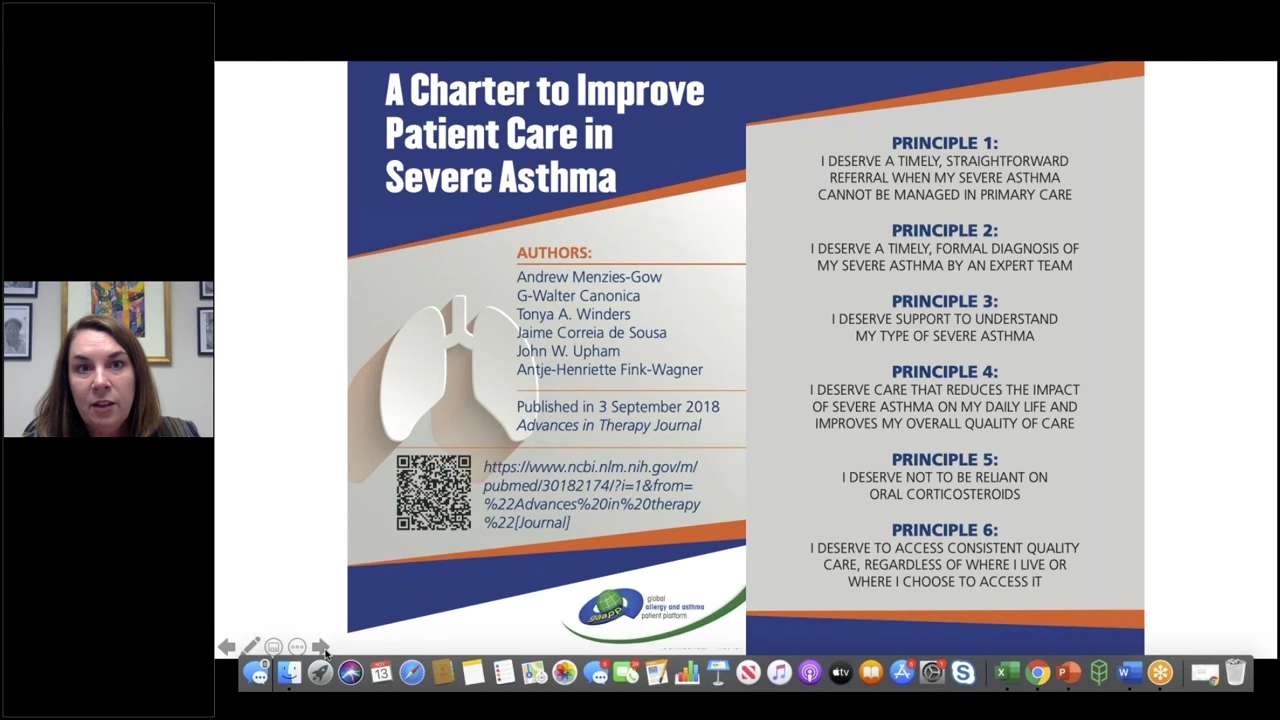 A Charter to Improve
Patient Care in
Severe Asthma
AUTHORS:
Andrew Menzies-Gow
G-Walter Canonica
Tonya A. Winders
Jaime Correia de Sousa
John W. Upham
Antje-Henriette Fink-Wagner
Published in 3 September 2018
Advances in Therapy Journal
https://www.ncbi.nlm.nih.gov/m/
pubmed/30182174/?i=1&from=
%22Advances%20in%20therapy
%22[Journal]
gaapp
global
allergy and asthma
patient platform
PRINCIPLE 1:
I DESERVE A TIMELY, STRAIGHTFORWARD
REFERRAL WHEN MY SEVERE ASTHMA
CANNOT BE MANAGED IN PRIMARY CARE
PRINCIPLE 2:
I DESERVE A TIMELY, FORMAL DIAGNOSIS OF
MY SEVERE ASTHMA BY AN EXPERT TEAM
PRINCIPLE 3:
I DESERVE SUPPORT TO UNDERSTAND
MY TYPE OF SEVERE ASTHMA
PRINCIPLE 4:
I DESERVE CARE THAT REDUCES THE IMPACT
OF SEVERE ASTHMA ON MY DAILY LIFE AND
IMPROVES MY OVERALL QUALITY OF CARE
PRINCIPLE 5:
I DESERVE NOT TO BE RELIANT ON
ORAL CORTICOSTEROIDS
PRINCIPLE 6:
I DESERVE TO ACCESS CONSISTENT QUALITY
CARE, REGARDLESS OF WHERE I LIVE OR
WHERE I CHOOSE TO ACCESS IT
NOV
13
tv